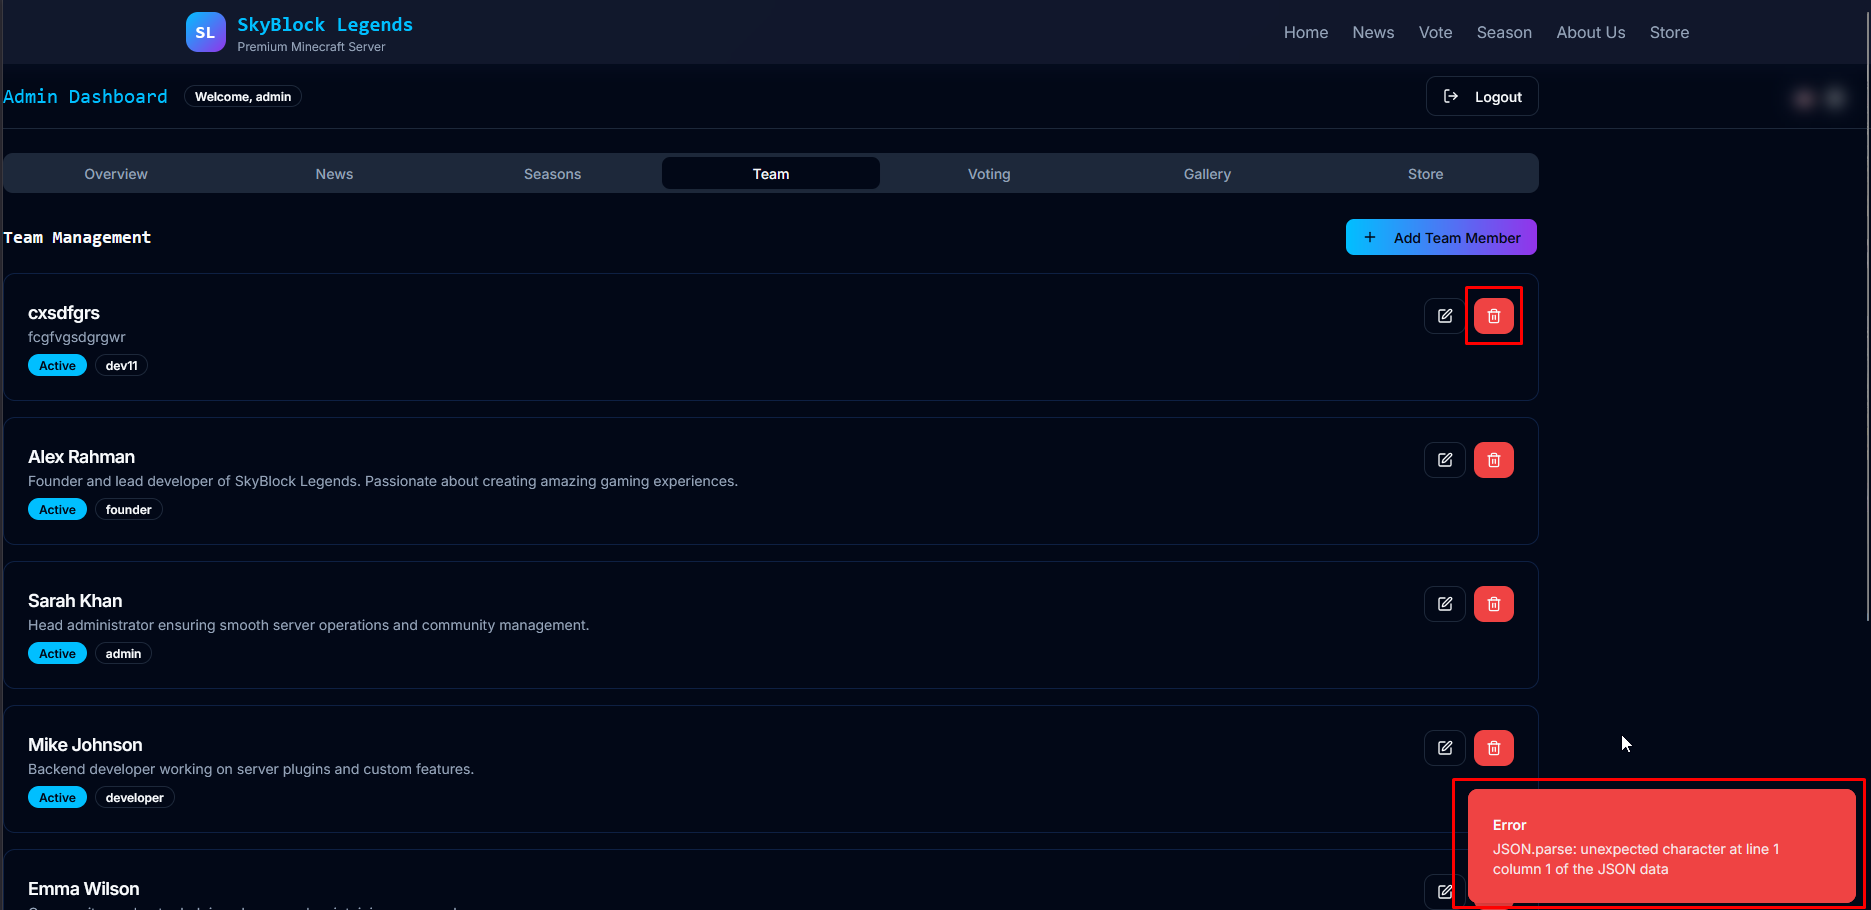 SL
SkyBlock Legends
Premium Minecraft Server
Home News Vote Season About Us Store
Admin Dashboard
Welcome, admin
Logout
Overview News Seasons Team Voting Gallery Store
Team Management
+ Add Team Member
cxsdfgrs
fcgfvgsdgrgwr
Active dev11
Alex Rahman
Founder and lead developer of SkyBlock Legends. Passionate about creating amazing gaming experiences.
Active founder
Sarah Khan
Head administrator ensuring smooth server operations and community management.
Active admin
Mike Johnson
Backend developer working on server plugins and custom features.
Active developer
Emma Wilson
Error
JSON.parse: unexpected character at line 1
column 1 of the JSON data